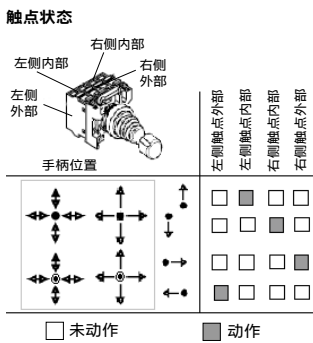 触点状态
右侧内部
左侧内部
右侧
外部
左侧
外部
手柄位置
左侧触点外部
左侧触点内部
右侧触点内部
右侧触点外部
未动作
动作